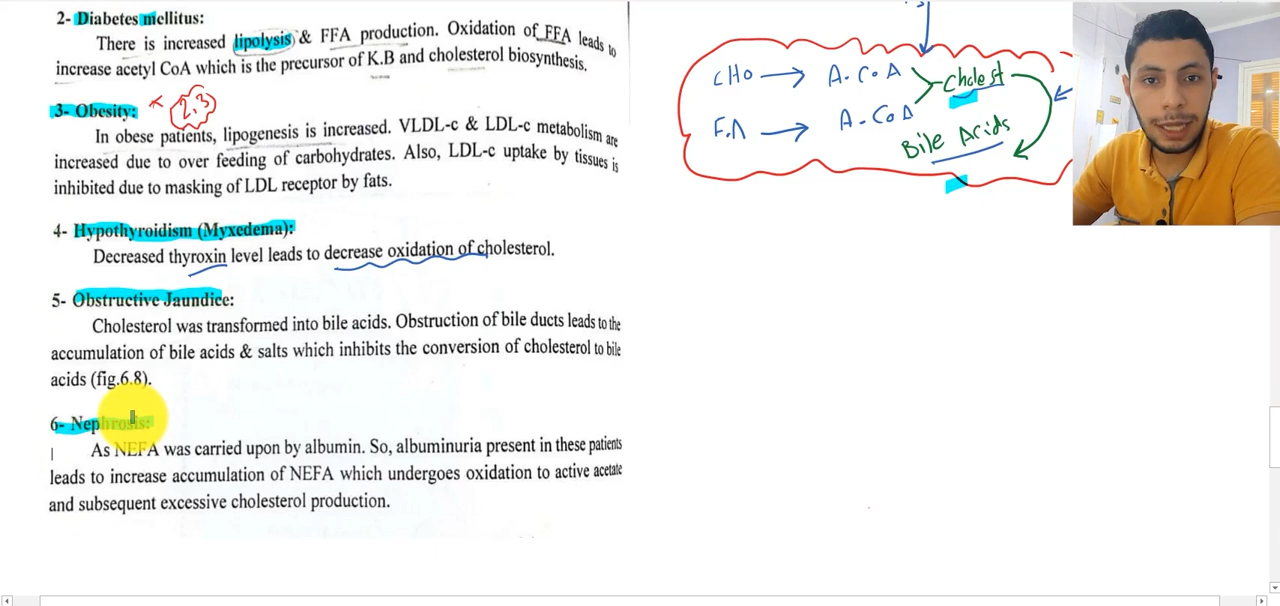 2- Diabetes mellitus:
There is increased lipolysis & FFA production. Oxidation of FFA leads to
increase acetyl CoA which is the precursor of K.B and cholesterol biosynthesis.
3- Obesity: * 2,3
In obese patients, lipogenesis is increased. VLDL-c & LDL-c metabolism are
increased due to over feeding of carbohydrates. Also, LDL-c uptake by tissues is
inhibited due to masking of LDL receptor by fats.
4- Hypothyroidism (Myxedema):
Decreased thyroxin level leads to decrease oxidation of cholesterol.
5- Obstructive Jaundice:
Cholesterol was transformed into bile acids. Obstruction of bile ducts leads to the
accumulation of bile acids & salts which inhibits the conversion of cholesterol to bile
acids (fig.6.8).
6- Nephrosis:
As NEFA was carried upon by albumin. So, albuminuria present in these patients
leads to increase accumulation of NEFA which undergoes oxidation to active acetate
and subsequent excessive cholesterol production.
CHO → A.CoA
Cholest
F.A → A.CoA
Bile Acids